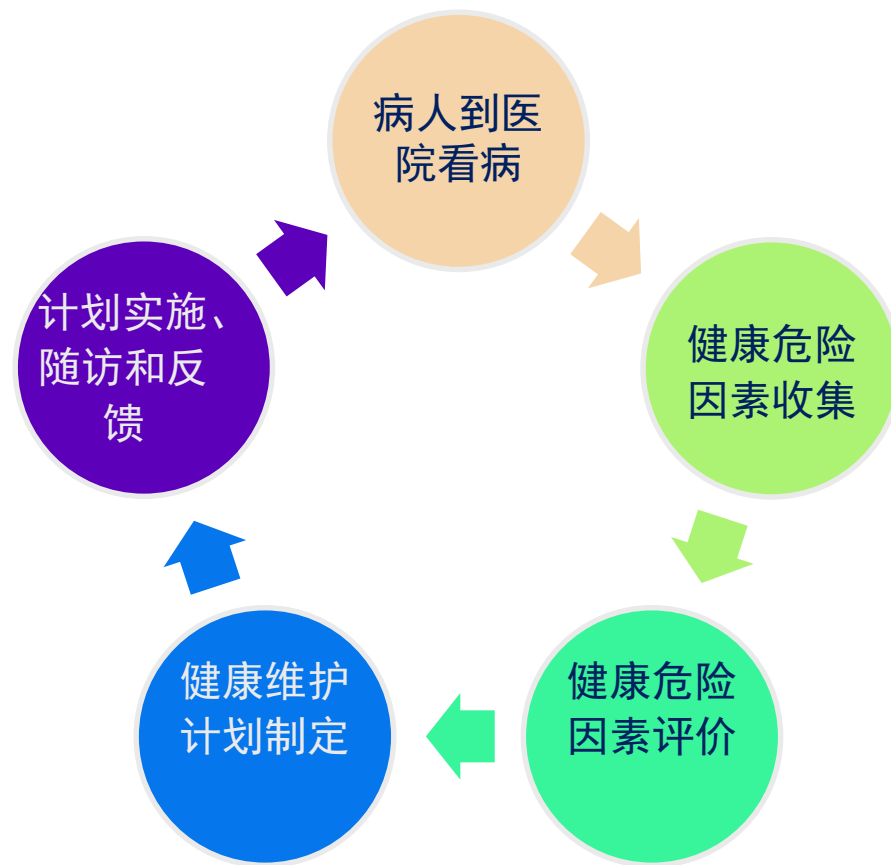 病人到医
院看病
健康危险
因素收集
健康危险
因素评价
健康维护
计划制定
计划实施、
随访和反
馈